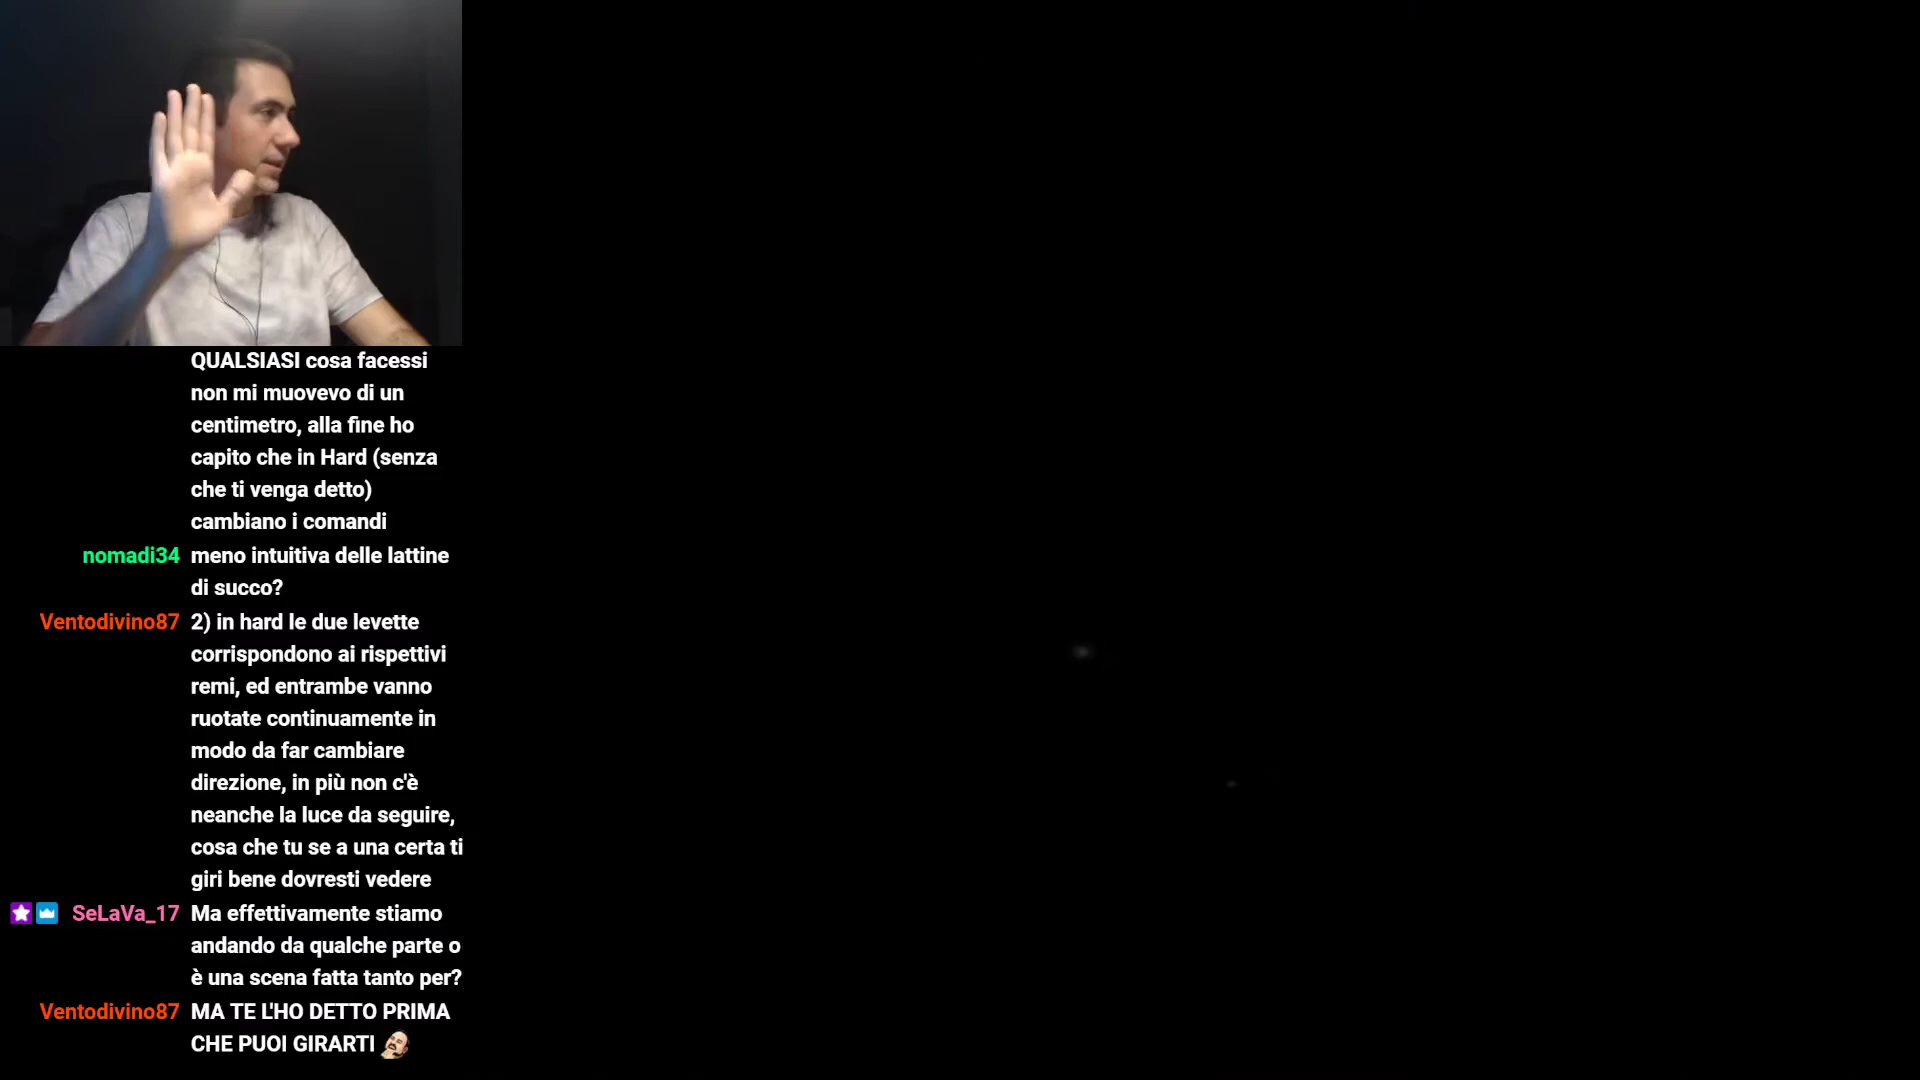 QUALSIASI cosa facessi
non mi muovevo di un
centimetro, alla fine ho
capito che in Hard (senza
che ti venga detto)
cambiano i comandi
nomadi34 meno intuitiva delle lattine
di succo?
Ventodivino87 2) in hard le due levette
corrispondono ai rispettivi
remi, ed entrambe vanno
ruotate continuamente in
modo da far cambiare
direzione, in più non c'è
neanche la luce da seguire,
cosa che tu se a una certa ti
giri bene dovresti vedere
SeLaVa_17 Ma effettivamente stiamo
andando da qualche parte o
è una scena fatta tanto per?
Ventodivino87 MA TE L'HO DETTO PRIMA
CHE PUOI GIRARTI